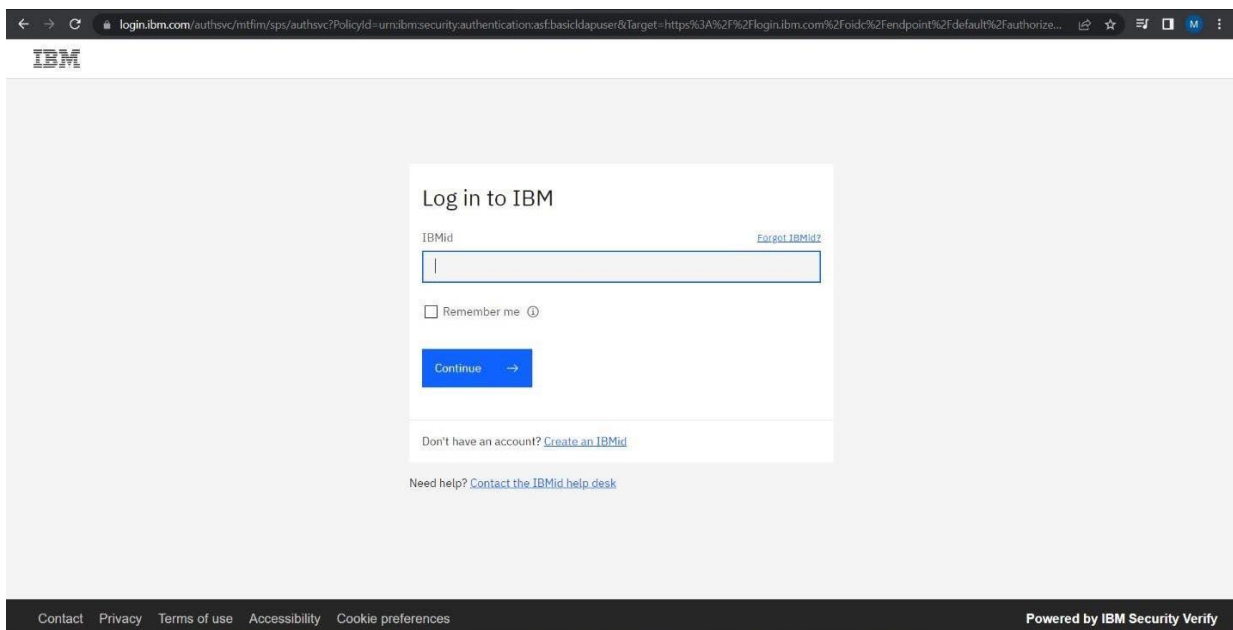 login.ibm.com/authsvc/mtfim/sps/authsvc?PolicyId=urn:ibm:security:authentication:asf:basicldapuser&Target=https%3A%2F%2Flogin.ibm.com%2Foidc%2Fendpoint%2Fdefault%2Fauthorize... M
IBM
Log in to IBM
IBMid Forgot IBMid?
Remember me
Continue →
Don't have an account? Create an IBMid
Need help? Contact the IBMid help desk
Contact Privacy Terms of use Accessibility Cookie preferences Powered by IBM Security Verify